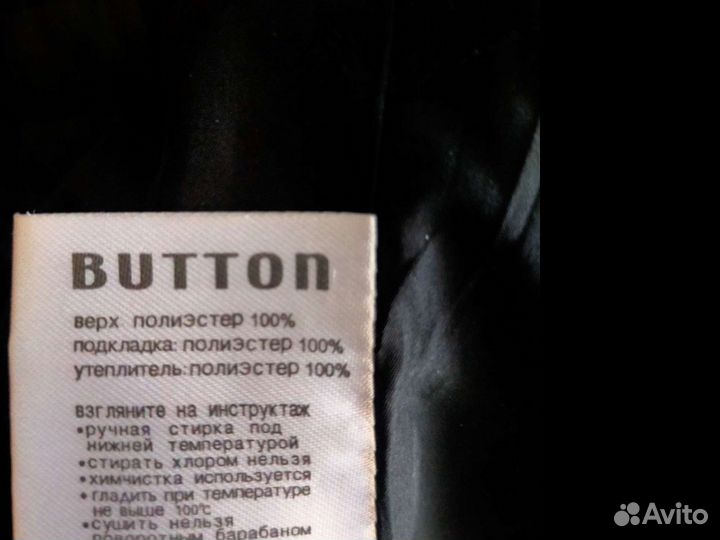 BUTTON
верх полиэстер 100%
подкладка: полиэстер 100%
утеплитель: полиэстер 100%
взгляните на инструктаж
•ручная стирка под
нижней температурой
•стирать хлором нельзя
•химчистка используется
•гладить при температуре
не выше 100℃
•сушить нельзя
поворотным барабаном
Avito